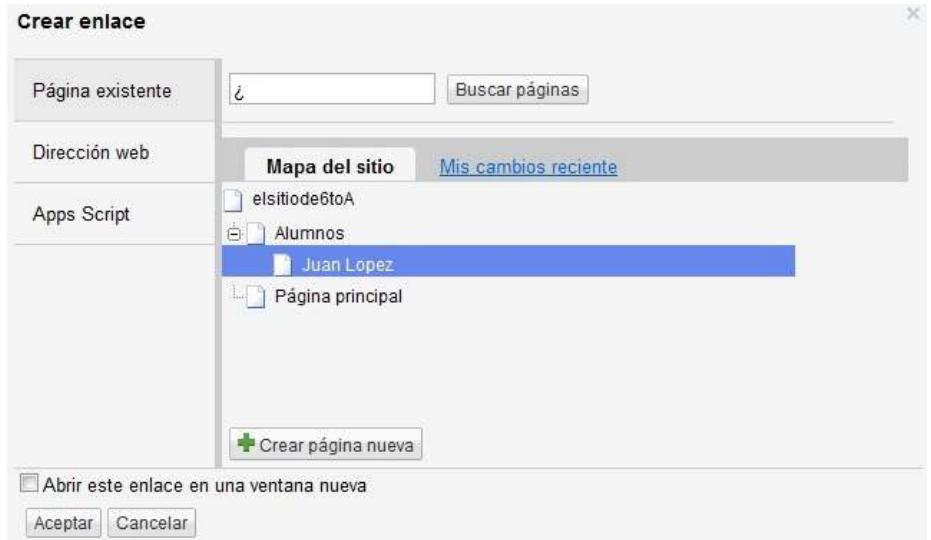 Crear enlace
Página existente
¿
Buscar páginas
Dirección web
Mapa del sitio
Mis cambios reciente
Apps Script
elsitiode6toA
Alumnos
Juan Lopez
Página principal
Crear página nueva
Abrir este enlace en una ventana nueva
Aceptar
Cancelar